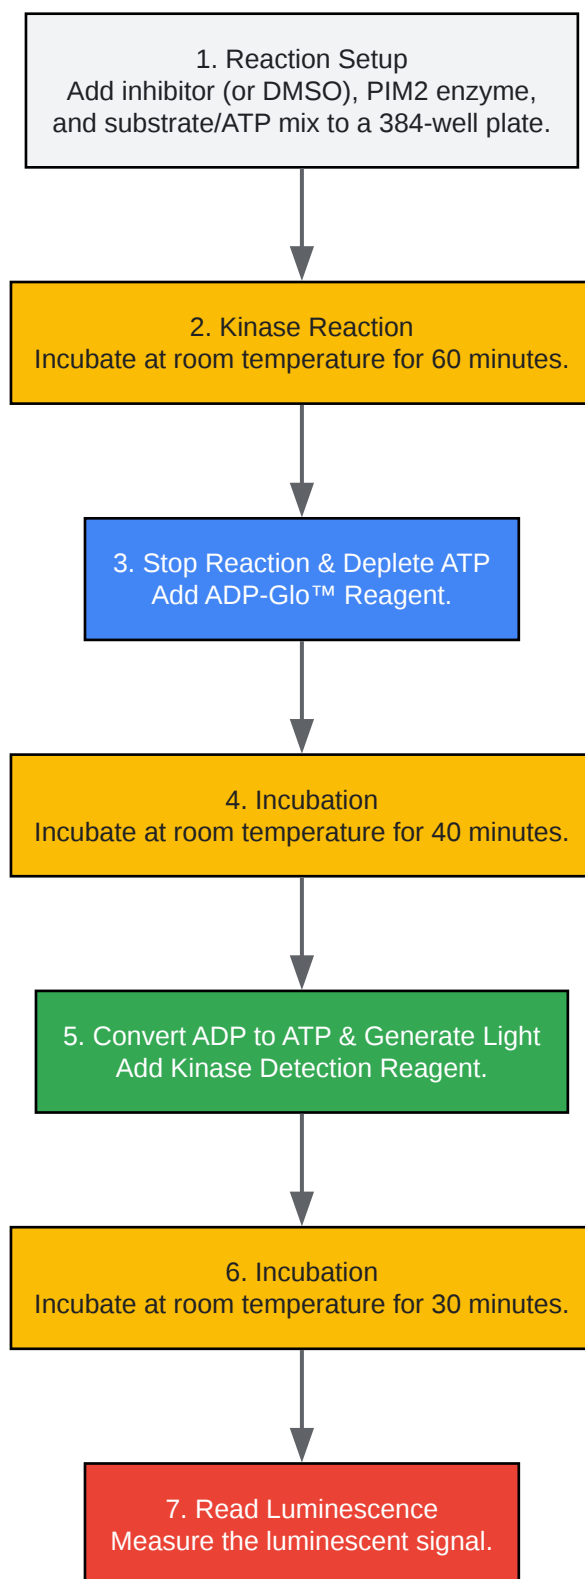 1. Reaction Setup
Add inhibitor (or DMSO), PIM2 enzyme,
and substrate/ATP mix to a 384-well plate.
2. Kinase Reaction
Incubate at room temperature for 60 minutes.
3. Stop Reaction & Deplete ATP
Add ADP-Glo™ Reagent.
4. Incubation
Incubate at room temperature for 40 minutes.
5. Convert ADP to ATP & Generate Light
Add Kinase Detection Reagent.
6. Incubation
Incubate at room temperature for 30 minutes.
7. Read Luminescence
Measure the luminescent signal.